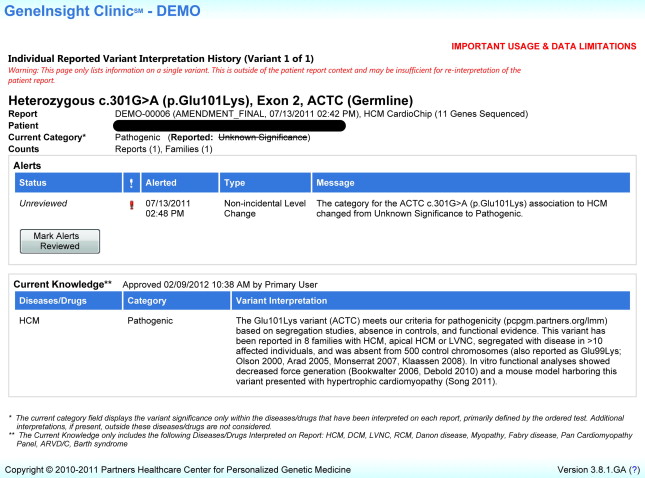 GeneInsight Clinic℠ - DEMO
IMPORTANT USAGE & DATA LIMITATIONS
Individual Reported Variant Interpretation History (Variant 1 of 1)
Warning: This page only lists information on a single variant. This is outside of the patient report context and may be insufficient for re-interpretation of the
patient report.
Heterozygous c.301G>A (p.Glu101Lys), Exon 2, ACTC (Germline)
Report DEMO-00006 (AMENDMENT_FINAL, 07/13/2011 02:42 PM), HCM CardioChip (11 Genes Sequenced)
Patient
Current Category* Pathogenic (Reported: Unknown Significance)
Counts Reports (1), Families (1)
Alerts
Status ! Alerted Type Message
Unreviewed ! 07/13/2011 Non-incidental Level The category for the ACTC c.301G>A (p.Glu101Lys) association to HCM
02:48 PM Change changed from Unknown Significance to Pathogenic.
Mark Alerts
Reviewed
Current Knowledge** Approved 02/09/2012 10:38 AM by Primary User
Diseases/Drugs Category Variant Interpretation
HCM Pathogenic The Glu101Lys variant (ACTC) meets our criteria for pathogenicity (pcpgm.partners.org/lmm)
based on segregation studies, absence in controls, and functional evidence. This variant has
been reported in 8 families with HCM, apical HCM or LVNC, segregated with disease in >10
affected individuals, and was absent from 500 control chromosomes (also reported as Glu99Lys;
Olson 2000, Arad 2005, Monserrat 2007, Klaassen 2008). In vitro functional analyses showed
decreased force generation (Bookwalter 2006, Debold 2010) and a mouse model harboring this
variant presented with hypertrophic cardiomyopathy (Song 2011).
* The current category field displays the variant significance only within the diseases/drugs that have been interpreted on each report, primarily defined by the ordered test. Additional
interpretations, if present, outside these diseases/drugs are not considered.
** The Current Knowledge only includes the following Diseases/Drugs Interpreted on Report: HCM, DCM, LVNC, RCM, Danon disease, Myopathy, Fabry disease, Pan Cardiomyopathy
Panel, ARVD/C, Barth syndrome
Copyright © 2010-2011 Partners Healthcare Center for Personalized Genetic Medicine Version 3.8.1.GA (?)